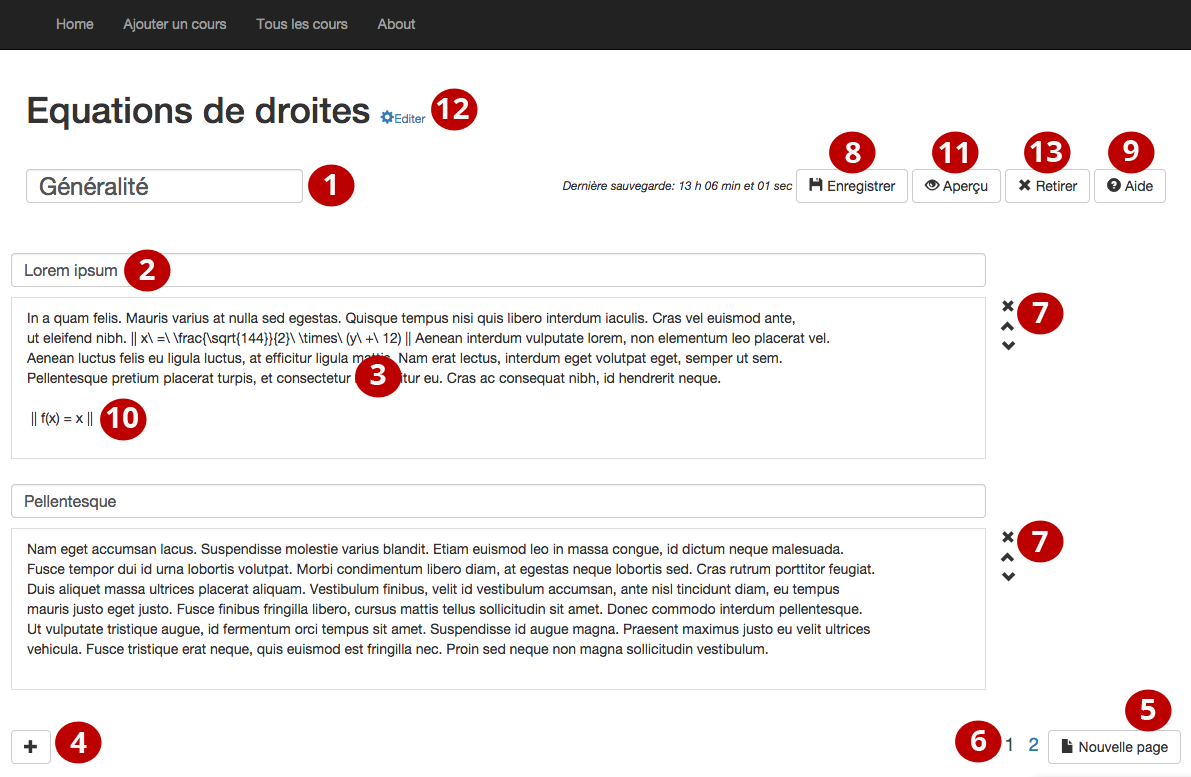 Home Ajouter un cours Tous les cours About
Equations de droites Editer 12
8 11 13 9
Généralité 1 Dernière sauvegarde: 13 h 06 min et 01 sec Enregistrer Aperçu Retirer Aide
Lorem ipsum 2
In a quam felis. Mauris varius at nulla sed egestas. Quisque tempus nisi quis libero interdum iaculis. Cras vel euismod ante,
7
ut eleifend nibh. || x\ =\ \frac{\sqrt{144}}{2}\ \times\ (y\ +\ 12) || Aenean interdum vulputate lorem, non elementum leo placerat vel.
Aenean luctus felis eu ligula luctus, at efficitur ligula mattis. Nam erat lectus, interdum eget volutpat eget, semper ut sem.
Pellentesque pretium placerat turpis, et consectetur 3 itur eu. Cras ac consequat nibh, id hendrerit neque.
|| f(x) = x || 10
Pellentesque
Nam eget accumsan lacus. Suspendisse molestie varius blandit. Etiam euismod leo in massa congue, id dictum neque malesuada.
7
Fusce tempor dui id urna lobortis volutpat. Morbi condimentum libero diam, at egestas neque lobortis sed. Cras rutrum porttitor feugiat.
Duis aliquet massa ultrices placerat aliquam. Vestibulum finibus, velit id vestibulum accumsan, ante nisl tincidunt diam, eu tempus
mauris justo eget justo. Fusce finibus fringilla libero, cursus mattis tellus sollicitudin sit amet. Donec commodo interdum pellentesque.
Ut vulputate tristique augue, id fermentum orci tempus sit amet. Suspendisse id augue magna. Praesent maximus justo eu velit ultrices
vehicula. Fusce tristique erat neque, quis euismod est fringilla nec. Proin sed neque non magna sollicitudin vestibulum.
5
4 6 1 2 Nouvelle page